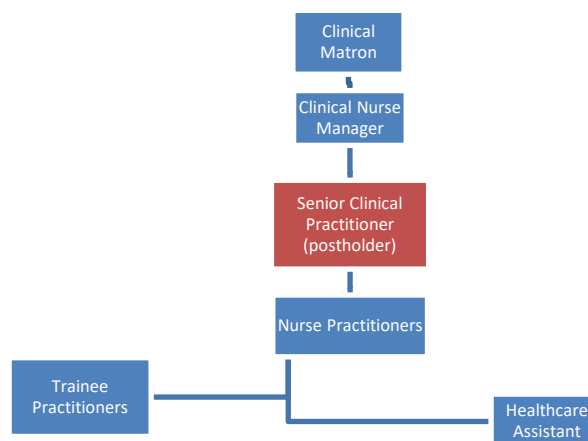 Clinical
Matron
Clinical Nurse
Manager
Senior Clinical
Practitioner
(postholder)
Nurse Practitioners
Trainee
Practitioners
Healthcare
Assistant